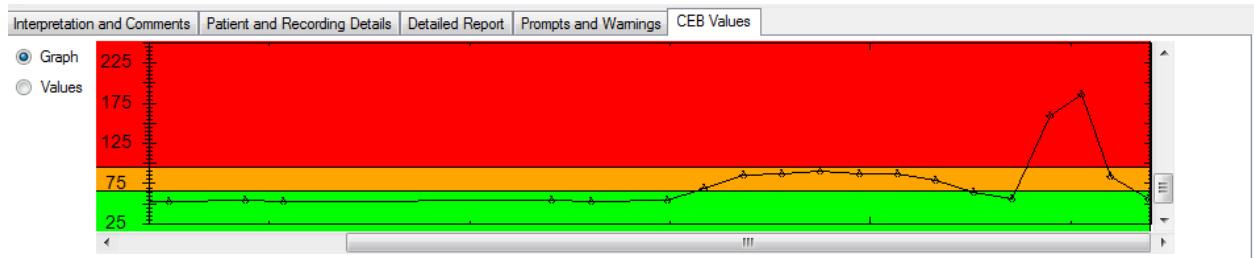 Interpretation and Comments Patient and Recording Details Detailed Report Prompts and Warnings CEB Values
Graph
Values
225
175
125
75
25